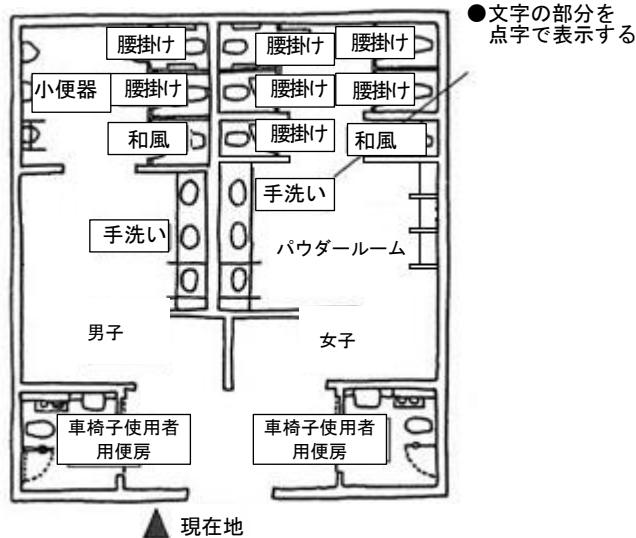 ●文字の部分を
点字で表示する
腰掛け
腰掛け
腰掛け
小便器
腰掛け
腰掛け
腰掛け
和風
腰掛け
和風
手洗い
手洗い
パウダールーム
男子
女子
車椅子使用者
用便房
車椅子使用者
用便房
現在地